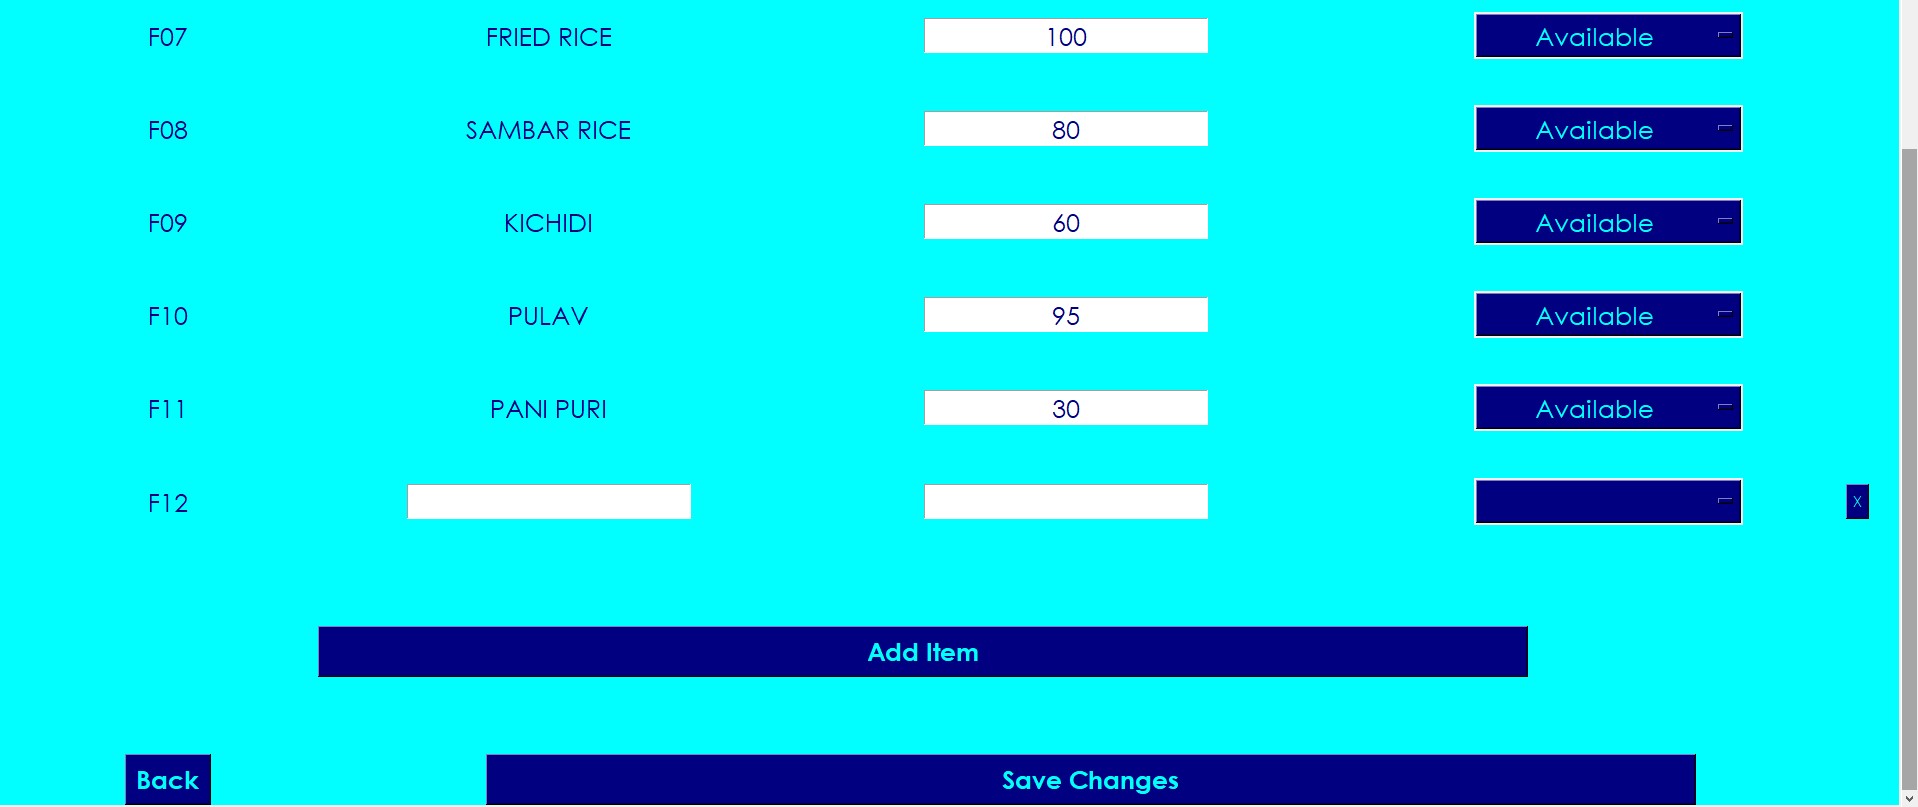 F07 FRIED RICE 100 Available
F08 SAMBAR RICE 80 Available
F09 KICHIDI 60 Available
F10 PULAV 95 Available
F11 PANI PURI 30 Available
F12 X
Add Item
Back Save Changes